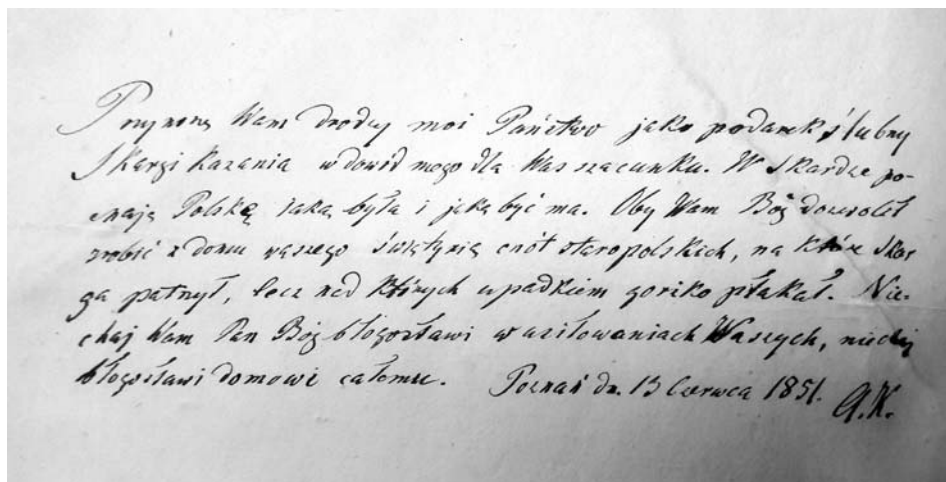 Przynoszę Wam drodzy moi Państwo jako podarek ślubny
Skargi Kazania w dowód mego dla Was szacunku. W Skardze po-
znają Polskę jaką była i jaką być ma. Oby Wam Bóg dozwolił
zrobić z domu waszego świątynię cnót staropolskich, na które Skar
ga patrzył, lecz nad których upadkiem gorzko płakał. Nie-
chaj Wam Pan Bóg błogosławi w usiłowaniach Waszych, niechaj
błogosławi domowi całemu. Poznań dn. 13 Czerwca 1851.
A.K.